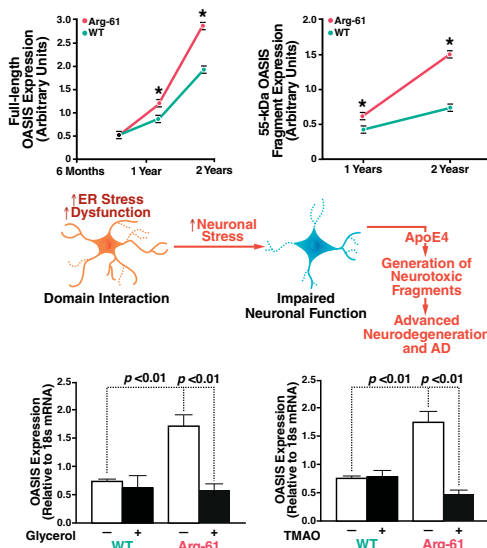 Arg-61
WT
*
*
Full-length
OASIS Expression
(Arbitrary Units)
3.0
2.5
2.0
1.5
1.0
0.5
0
6 Months
1 Year
2 Years
Arg-61
WT
*
*
55-kDa OASIS
Fragment Expression
(Arbitrary Units)
2.0
1.5
1.0
0.5
0
1 Years
2 Yeasr
↑ER Stress
↑Dysfunction
Domain Interaction
↑Neuronal
Stress
Impaired
Neuronal Function
ApoE4
Generation of
Neurotoxic
Fragments
Advanced
Neurodegeneration
and AD
OASIS Expression
(Relative to 18s mRNA)
2.5
2.0
1.5
1.0
0.5
0.0
p <0.01
p <0.01
Glycerol
– + – +
WT Arg-61
OASIS Expression
(Relative to 18s mRNA)
2.5
2.0
1.5
1.0
0.5
0
p <0.01
p <0.01
TMAO
– + – +
WT Arg-61